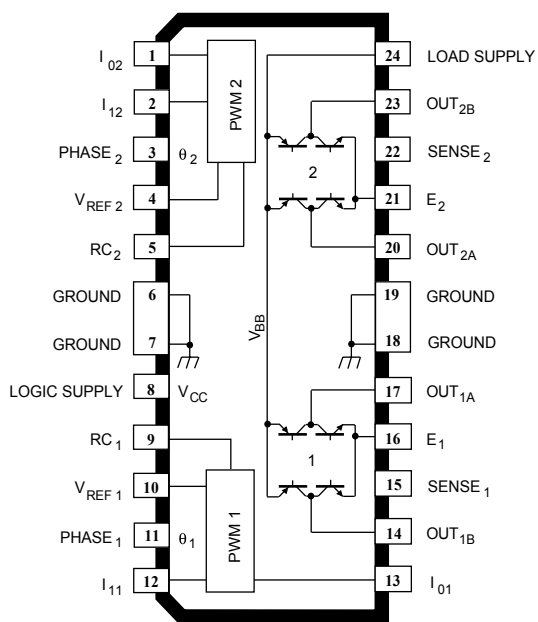 I02 1 24 LOAD SUPPLY
I12 2 PWM 2 23 OUT2B
PHASE2 3 θ2 22 SENSE2
2
VREF 2 4 21 E2
RC2 5 20 OUT2A
GROUND 6 19 GROUND
VBB
GROUND 7 18 GROUND
LOGIC SUPPLY 8 VCC 17 OUT1A
RC1 9 16 E1
1
VREF 1 10 15 SENSE1
PHASE1 11 θ1 PWM 1 14 OUT1B
I11 12 13 I01